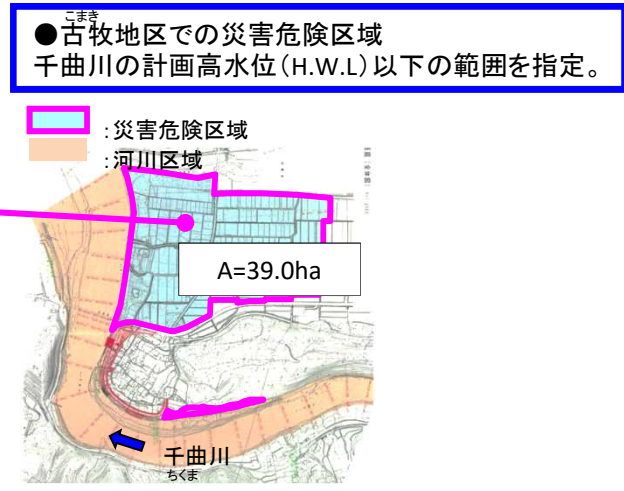 こまき
●古牧地区での災害危険区域
千曲川の計画高水位(H.W.L)以下の範囲を指定。
:災害危険区域
:河川区域
A=39.0ha
千曲川
ちくま